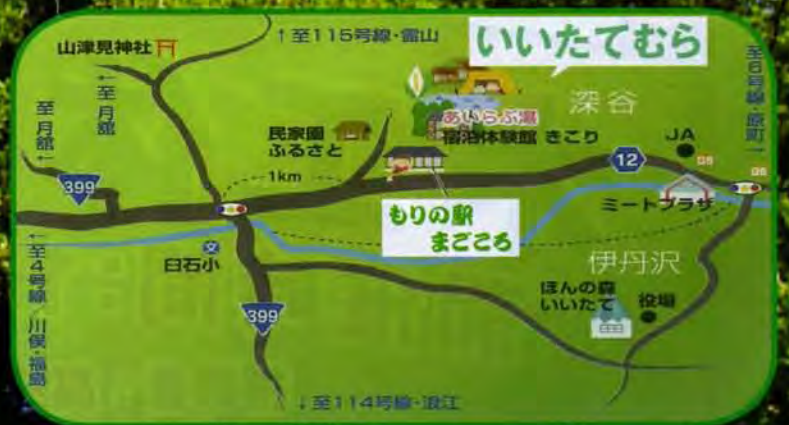 いいたてむら
山津見神社
↑至115号線・霊山
至6号線・原町→
←至月舘
至月舘←
深谷
あいらぶ湯
宿泊体験館 きこり
民家園
ふるさと
JA
12
GS
GS
399
1km
ミートプラザ
もりの駅
まごころ
文
臼石小
伊丹沢
ほんの森
いいたて
役場
←至4号線/川俣・福島
399
↓至114号線・浪江